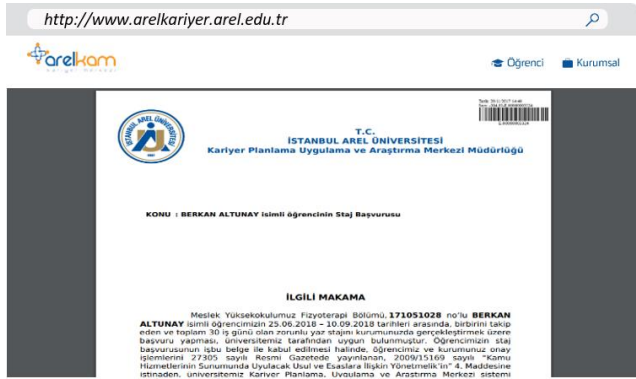 http://www.arelkariyer.arel.edu.tr
arelkam
Öğrenci
Kurumsal
T.C.
İSTANBUL AREL ÜNİVERSİTESİ
Kariyer Planlama Uygulama ve Araştırma Merkezi Müdürlüğü
KONU : BERKAN ALTUNAY isimli öğrencinin Staj Başvurusu
İLGİLİ MAKAMA
Meslek Yüksekokulumuz Fizyoterapi Bölümü, 171051028 no'lu BERKAN
ALTUNAY isimli öğrencimizin 25.06.2018 – 10.09.2018 tarihleri arasında, birbirini takip
eden ve toplam 30 iş günü olan zorunlu yaz stajını kurumunuzda gerçekleştirmek üzere
başvuru yapması, üniversitemiz tarafından uygun bulunmuştur. Öğrencimizin staj
başvurusunun işbu belge ile kabul edilmesi halinde, öğrencimiz ve kurumunuz onay
işlemlerini 27305 sayılı Resmi Gazetede yayınlanan, 2009/15169 sayılı "Kamu
Hizmetlerinin Sunumunda Uyulacak Usul ve Esaslara İlişkin Yönetmelik'in" 4. Maddesine
istinaden, üniversitemiz Kariyer Planlama, Uygulama ve Araştırma Merkezi sistemi